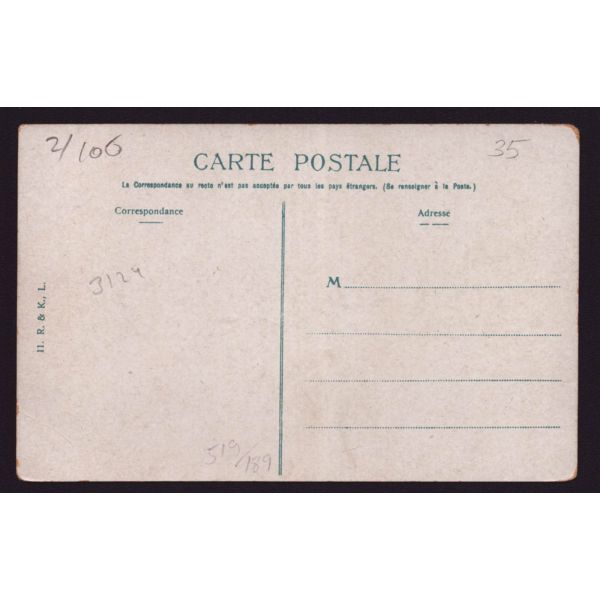 2/106
35
CARTE POSTALE
La Correspondance au recto n'est pas acceptée par tous les pays étrangers. (Se renseigner à la Poste.)
Correspondance
Adresse
3124
M
11. R. & K., L.
519/189